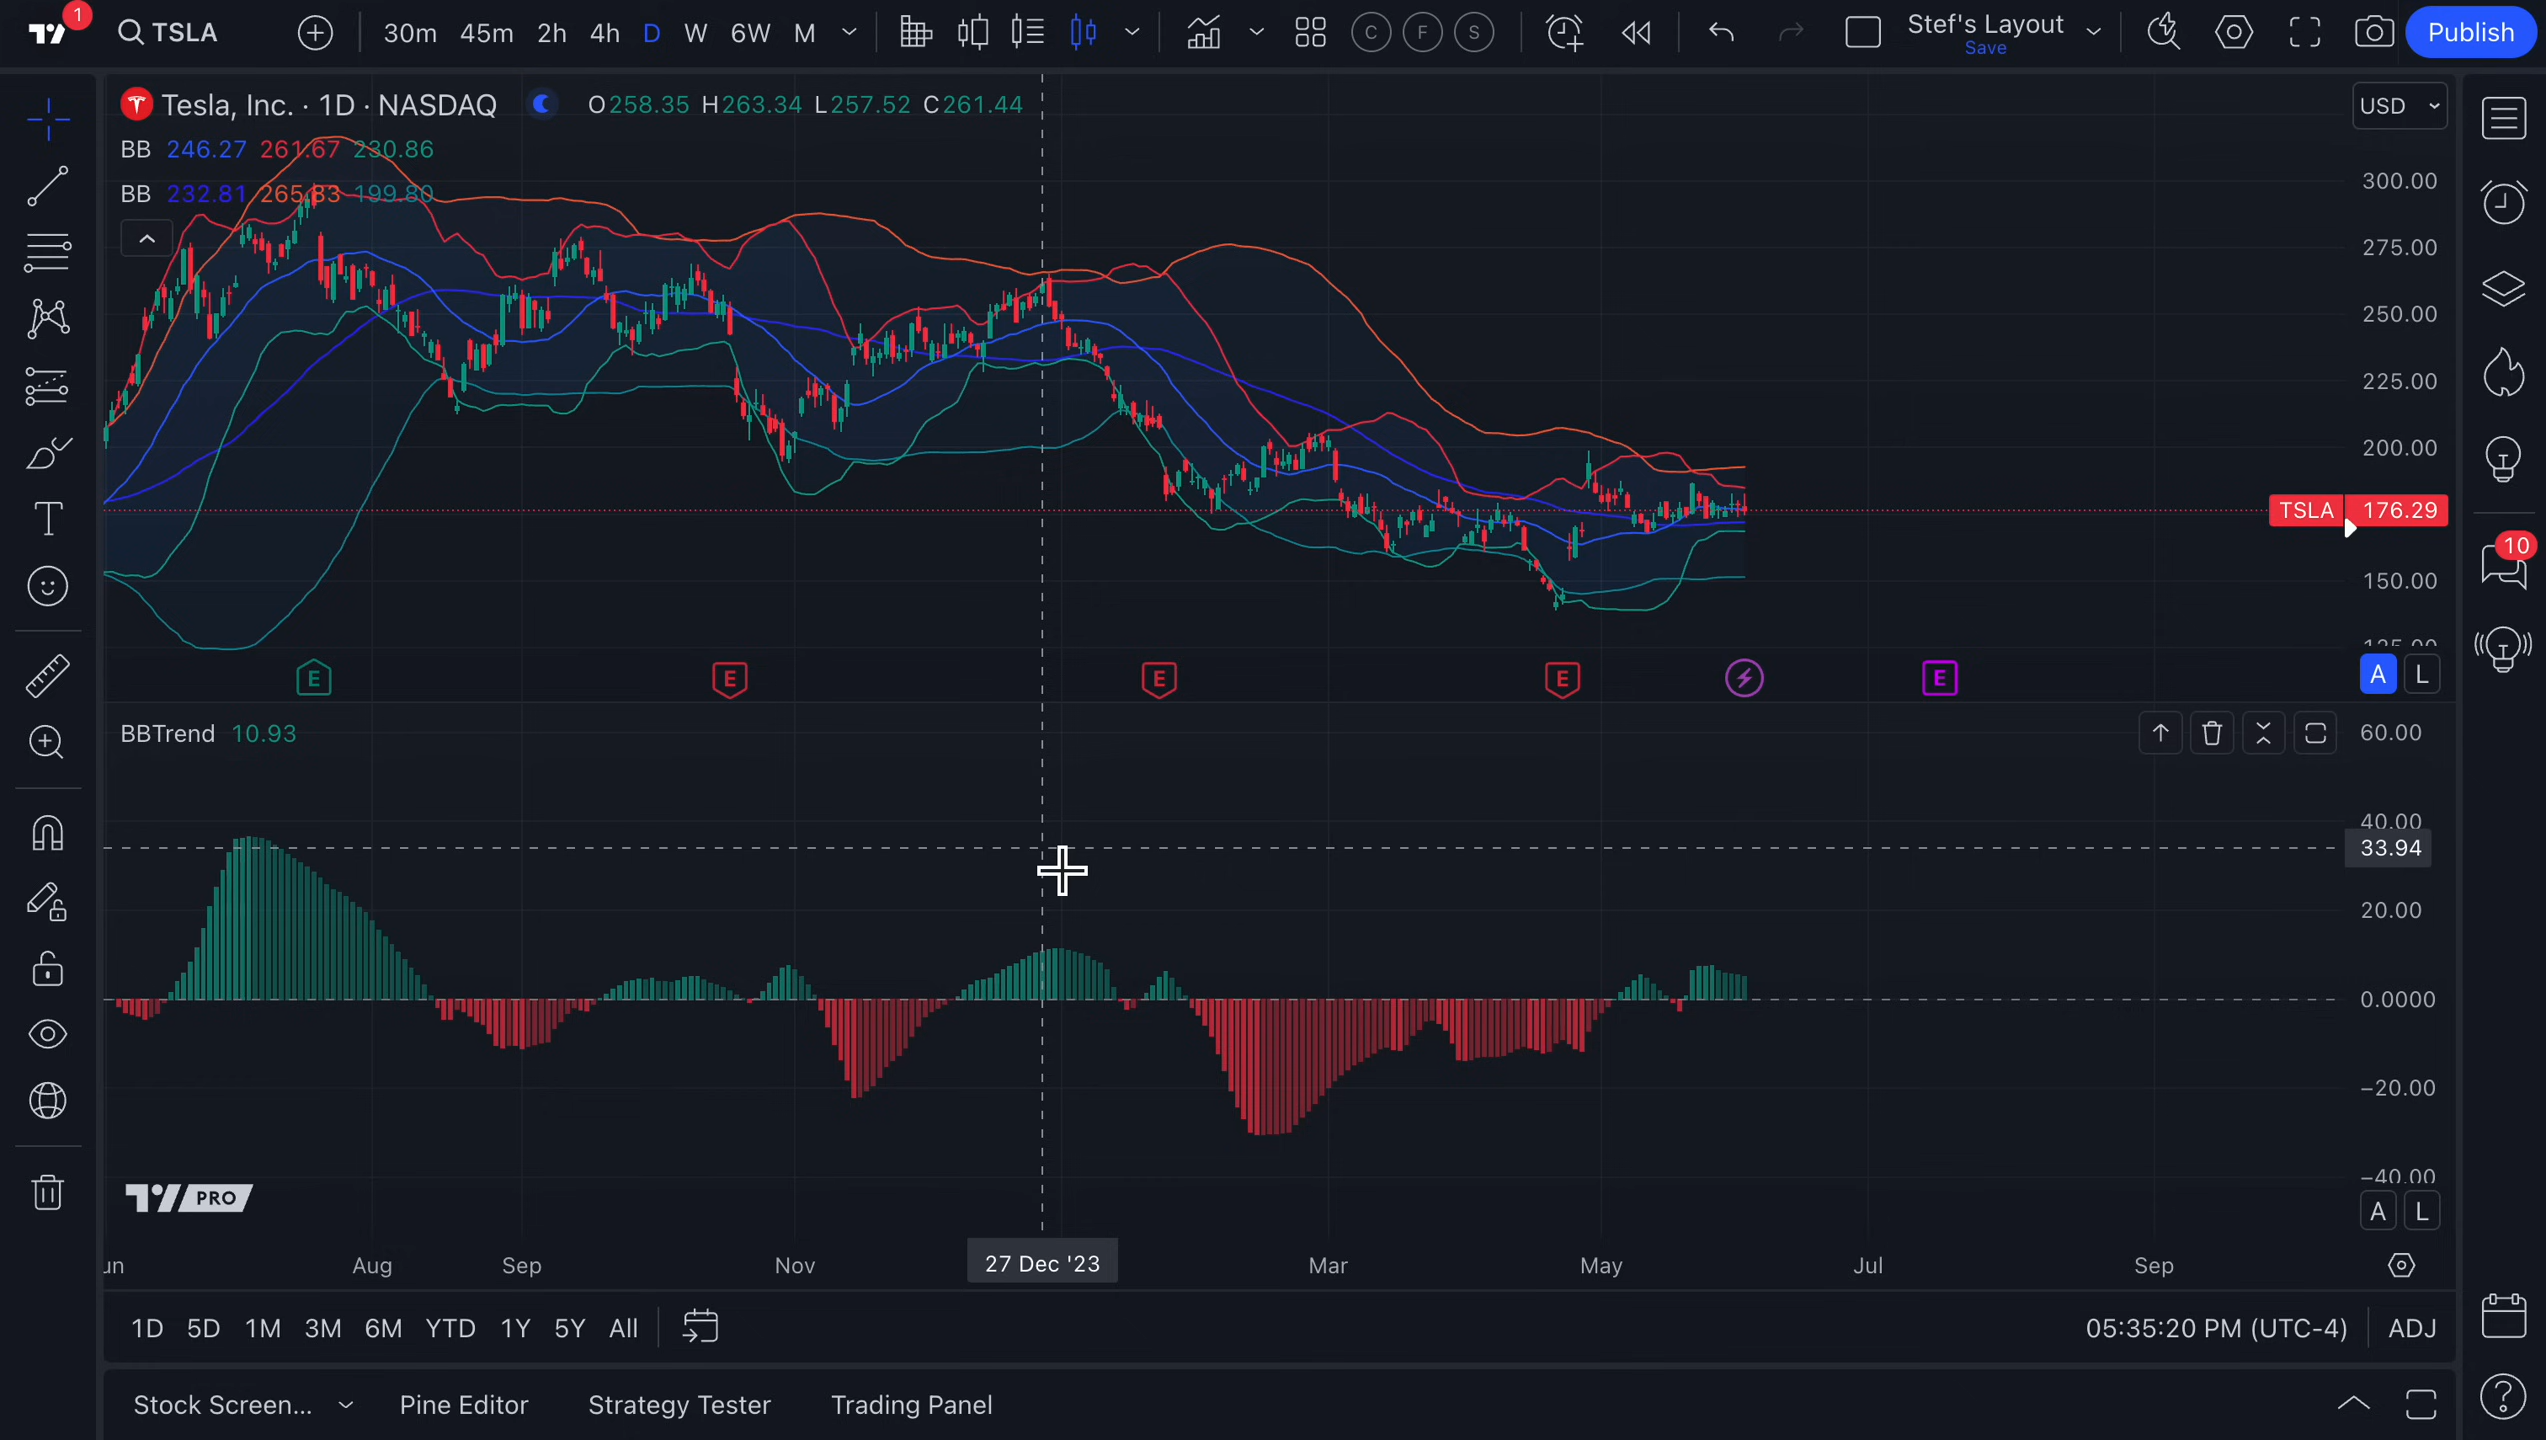 1
TSLA 30m 45m 2h 4h D W 6W M C F S Stef's Layout Publish
Save
Tesla, Inc. · 1D · NASDAQ O258.35 H263.34 L257.52 C261.44 USD
BB 246.27 261.67 230.86
BB 232.81 265.83 199.80
300.00
275.00
250.00
225.00
200.00
TSLA 176.29
150.00
125.00
E E E E E A L
BBTrend 10.93 60.00
40.00
33.94
20.00
0.0000
−20.00
−40.00
PRO
A L
un Aug Sep Nov 27 Dec '23 Mar May Jul Sep
1D 5D 1M 3M 6M YTD 1Y 5Y All 05:35:20 PM (UTC-4) ADJ
Stock Screen... Pine Editor Strategy Tester Trading Panel
10